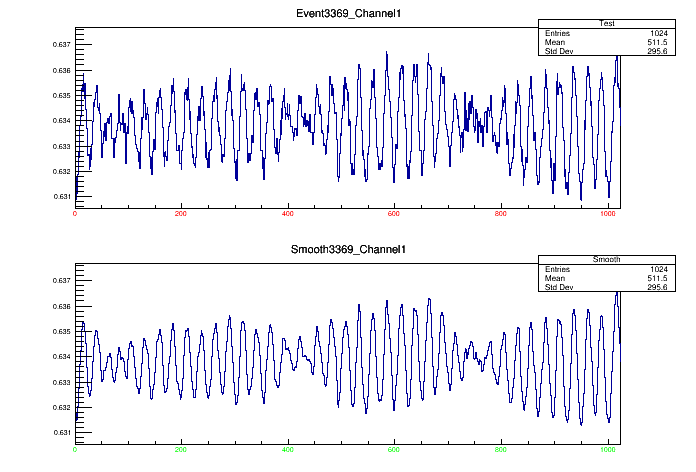 Event3369_Channel1
Test
Entries 1024
Mean 511.5
Std Dev 295.6
0.637
0.636
0.635
0.634
0.633
0.632
0.631
0 200 400 600 800 1000
Smooth3369_Channel1
Smooth
Entries 1024
Mean 511.5
Std Dev 295.6
0.637
0.636
0.635
0.634
0.633
0.632
0.631
0 200 400 600 800 1000